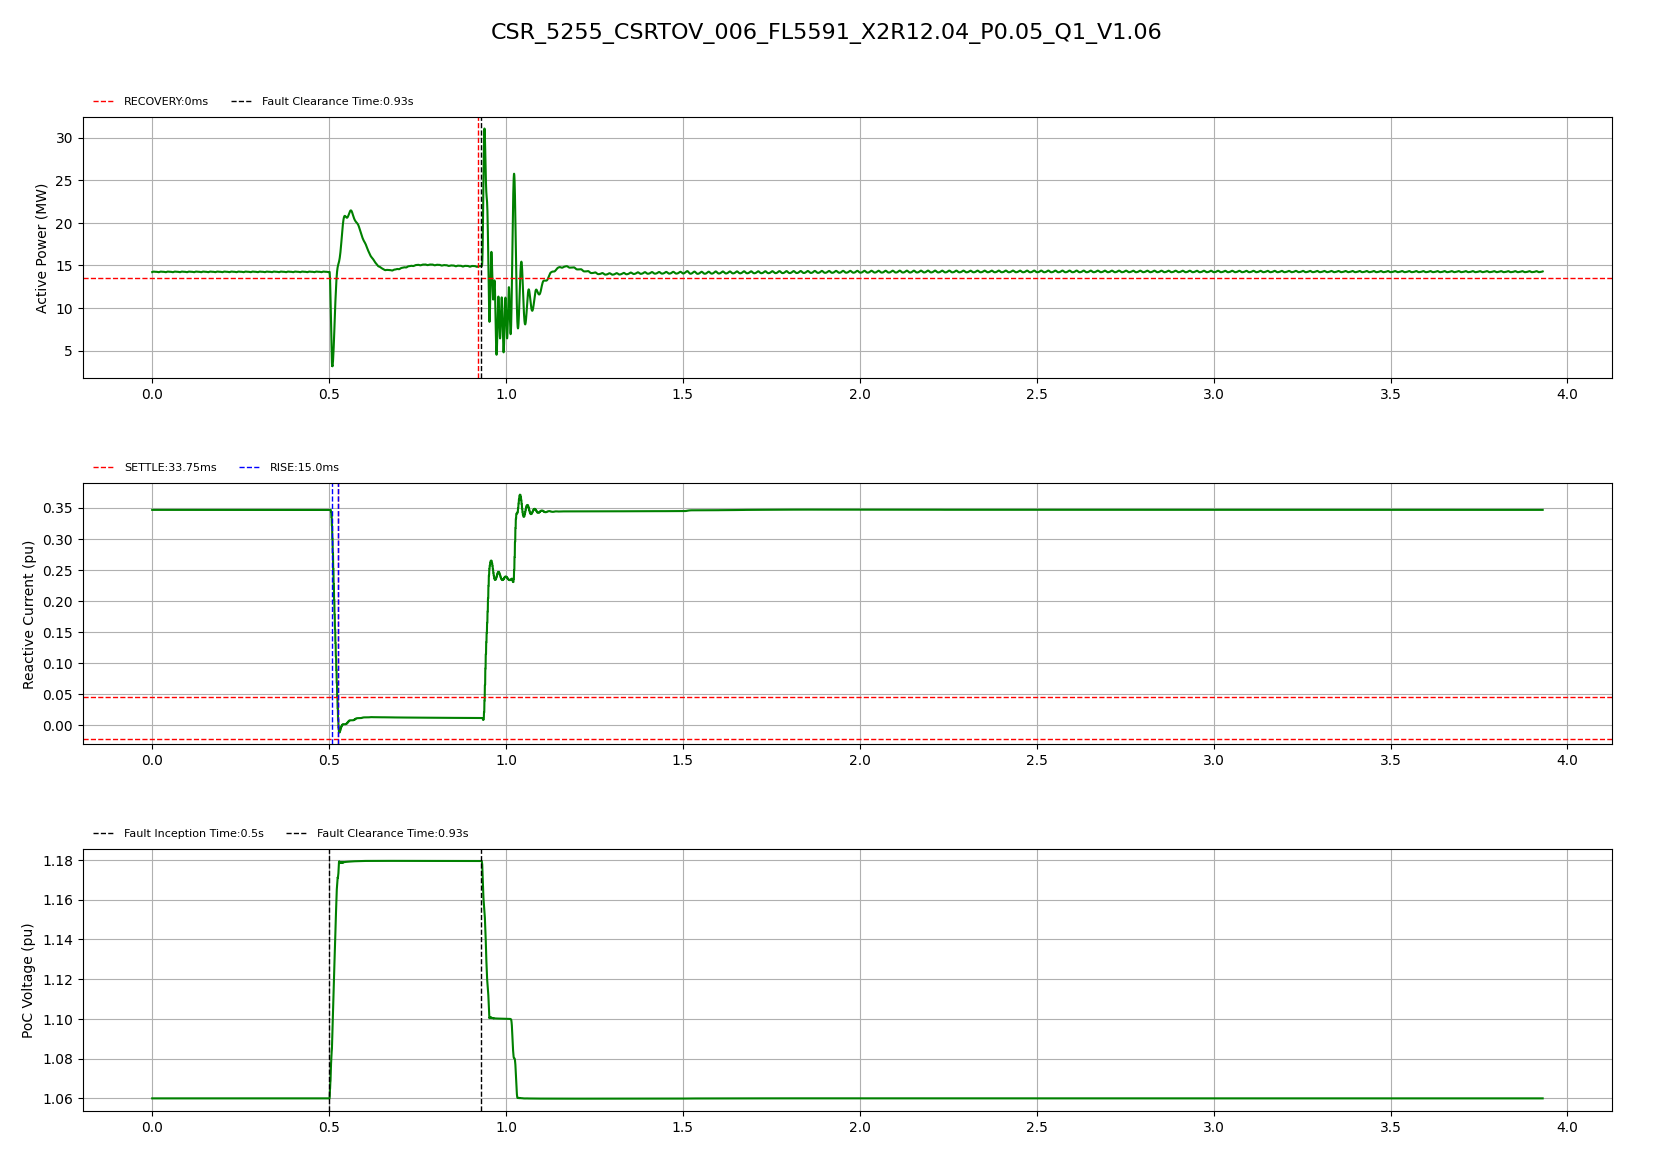 CSR_5255_CSRTOV_006_FL5591_X2R12.04_P0.05_Q1_V1.06
RECOVERY:0ms Fault Clearance Time:0.93s
Active Power (MW)
30
25
20
15
10
5
0.0 0.5 1.0 1.5 2.0 2.5 3.0 3.5 4.0
SETTLE:33.75ms RISE:15.0ms
Reactive Current (pu)
0.35
0.30
0.25
0.20
0.15
0.10
0.05
0.00
0.0 0.5 1.0 1.5 2.0 2.5 3.0 3.5 4.0
Fault Inception Time:0.5s Fault Clearance Time:0.93s
PoC Voltage (pu)
1.18
1.16
1.14
1.12
1.10
1.08
1.06
0.0 0.5 1.0 1.5 2.0 2.5 3.0 3.5 4.0